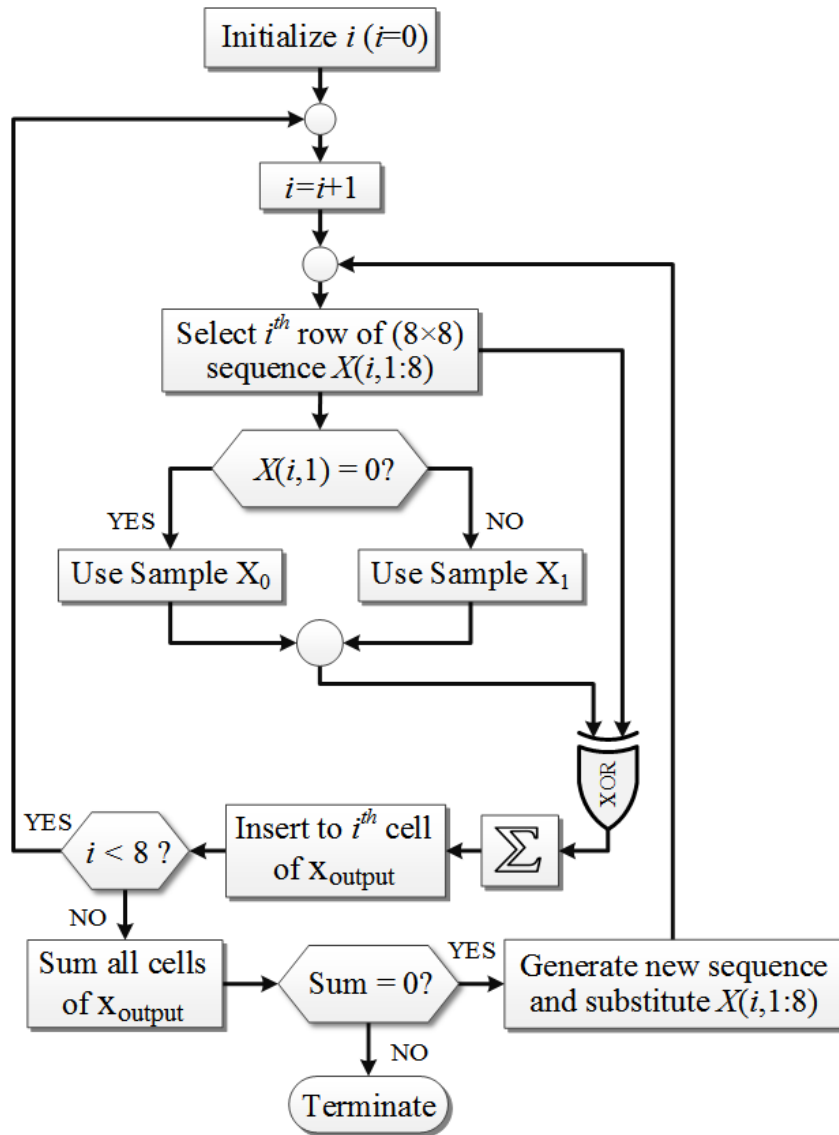 Initialize i (i=0)
i=i+1
Select iᵗʰ row of (8×8)
sequence X(i,1:8)
X(i,1) = 0?
YES
NO
Use Sample X₀
Use Sample X₁
XOR
∑
Insert to iᵗʰ cell
of x_output
i < 8 ?
YES
NO
Sum all cells
of x_output
Sum = 0?
YES
NO
Generate new sequence
and substitute X(i,1:8)
Terminate